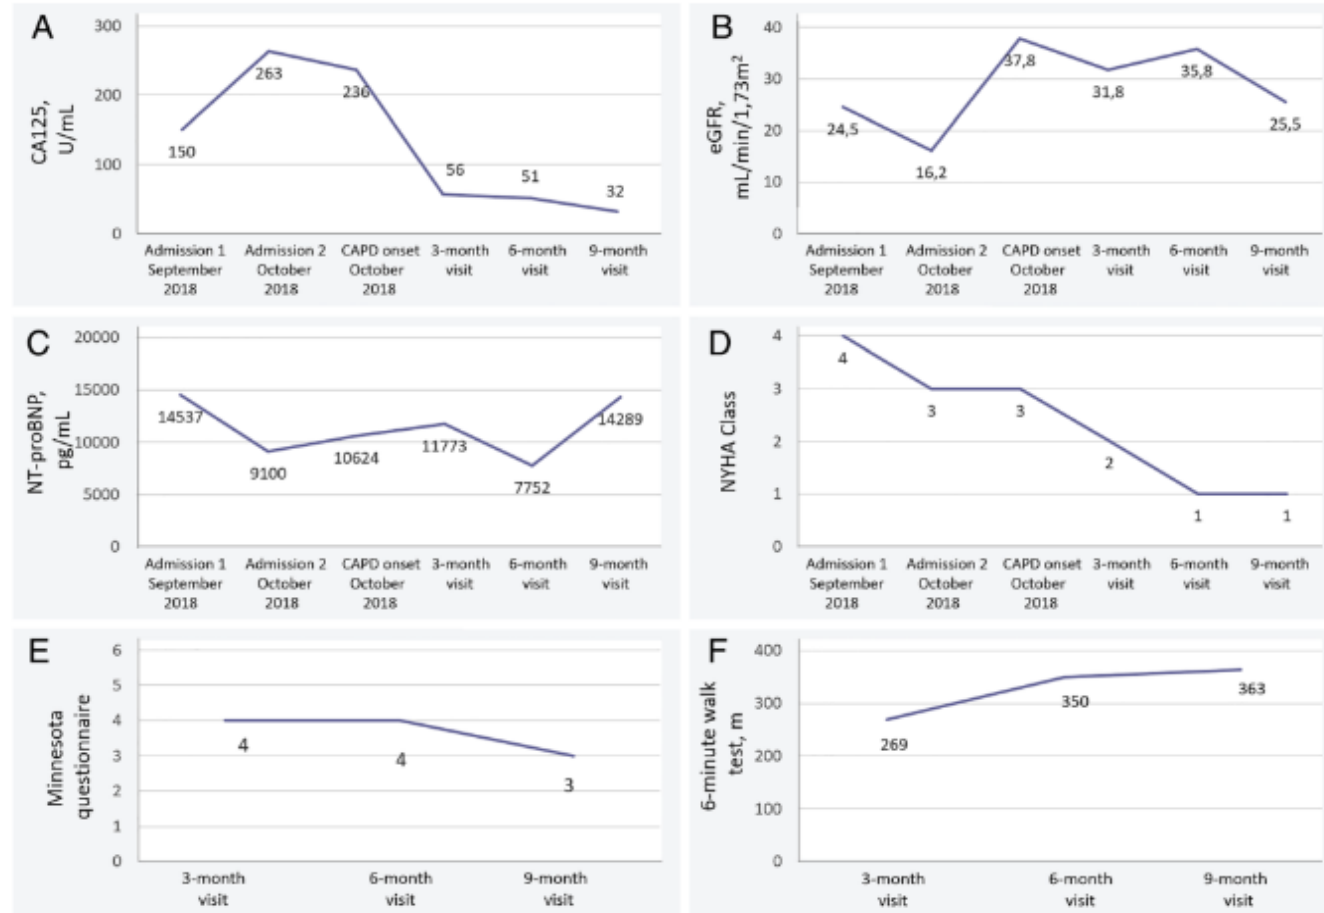 A
CA125,
U/mL
300
200
100
0
150
263
236
56
51
32
Admission 1 September 2018
Admission 2 October 2018
CAPD onset October 2018
3-month visit
6-month visit
9-month visit
B
eGFR,
mL/min/1,73m²
40
30
20
10
0
24,5
16,2
37,8
31,8
35,8
25,5
Admission 1 September 2018
Admission 2 October 2018
CAPD onset October 2018
3-month visit
6-month visit
9-month visit
C
NT-proBNP,
pg/mL
20000
15000
10000
5000
0
14537
9100
10624
11773
7752
14289
Admission 1 September 2018
Admission 2 October 2018
CAPD onset October 2018
3-month visit
6-month visit
9-month visit
D
NYHA Class
4
3
2
1
0
4
3
3
2
1
1
Admission 1 September 2018
Admission 2 October 2018
CAPD onset October 2018
3-month visit
6-month visit
9-month visit
E
Minnesota
questionnaire
6
5
4
3
2
1
0
4
4
3
3-month visit
6-month visit
9-month visit
F
6-minute walk
test, m
400
300
200
100
0
269
350
363
3-month visit
6-month visit
9-month visit